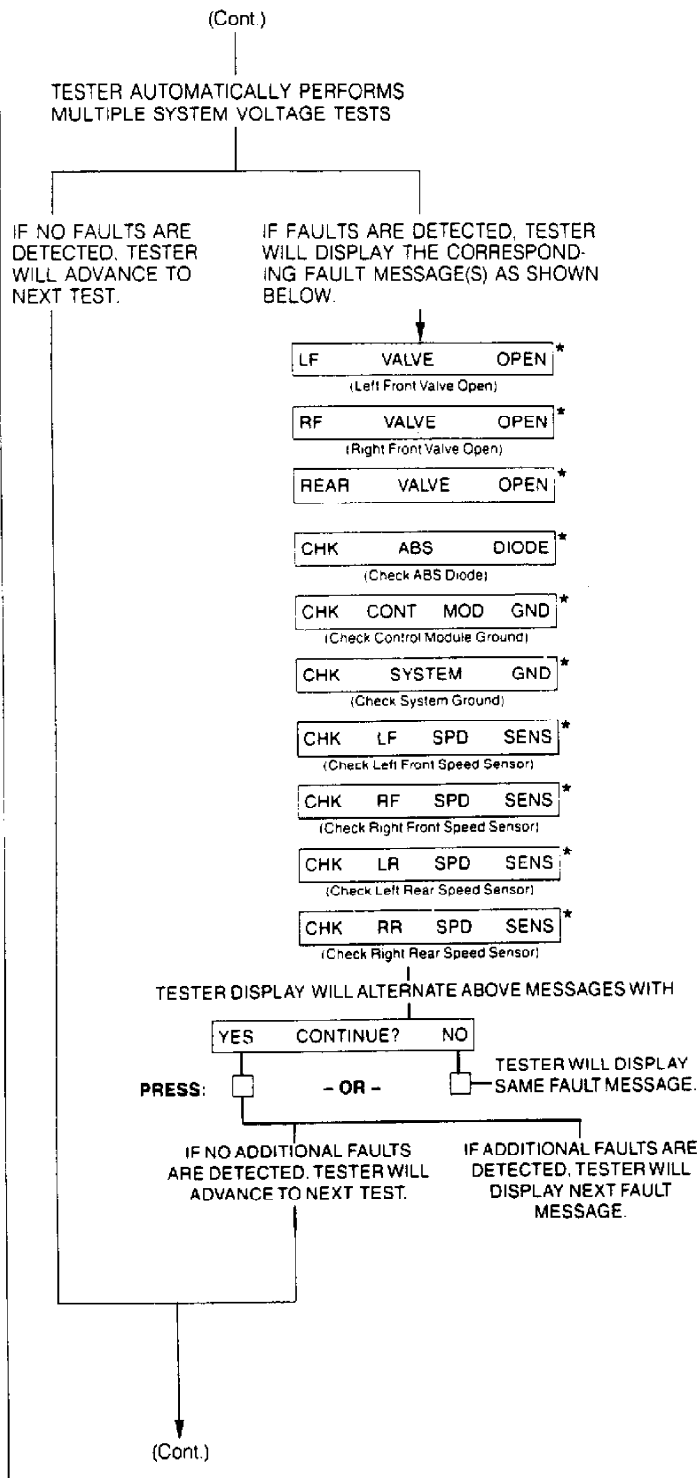 (Cont.)
TESTER AUTOMATICALLY PERFORMS
MULTIPLE SYSTEM VOLTAGE TESTS
IF NO FAULTS ARE
DETECTED, TESTER
WILL ADVANCE TO
NEXT TEST.
IF FAULTS ARE DETECTED, TESTER
WILL DISPLAY THE CORRESPOND-
ING FAULT MESSAGE(S) AS SHOWN
BELOW.
LF VALVE OPEN*
(Left Front Valve Open)
RF VALVE OPEN*
(Right Front Valve Open)
REAR VALVE OPEN*
CHK ABS DIODE*
(Check ABS Diode)
CHK CONT MOD GND*
(Check Control Module Ground)
CHK SYSTEM GND*
(Check System Ground)
CHK LF SPD SENS*
(Check Left Front Speed Sensor)
CHK RF SPD SENS*
(Check Right Front Speed Sensor)
CHK LR SPD SENS*
(Check Left Rear Speed Sensor)
CHK RR SPD SENS*
(Check Right Rear Speed Sensor)
TESTER DISPLAY WILL ALTERNATE ABOVE MESSAGES WITH
YES CONTINUE? NO
PRESS: – OR –
TESTER WILL DISPLAY
SAME FAULT MESSAGE.
IF NO ADDITIONAL FAULTS
ARE DETECTED, TESTER WILL
ADVANCE TO NEXT TEST.
IF ADDITIONAL FAULTS ARE
DETECTED, TESTER WILL
DISPLAY NEXT FAULT
MESSAGE.
(Cont.)